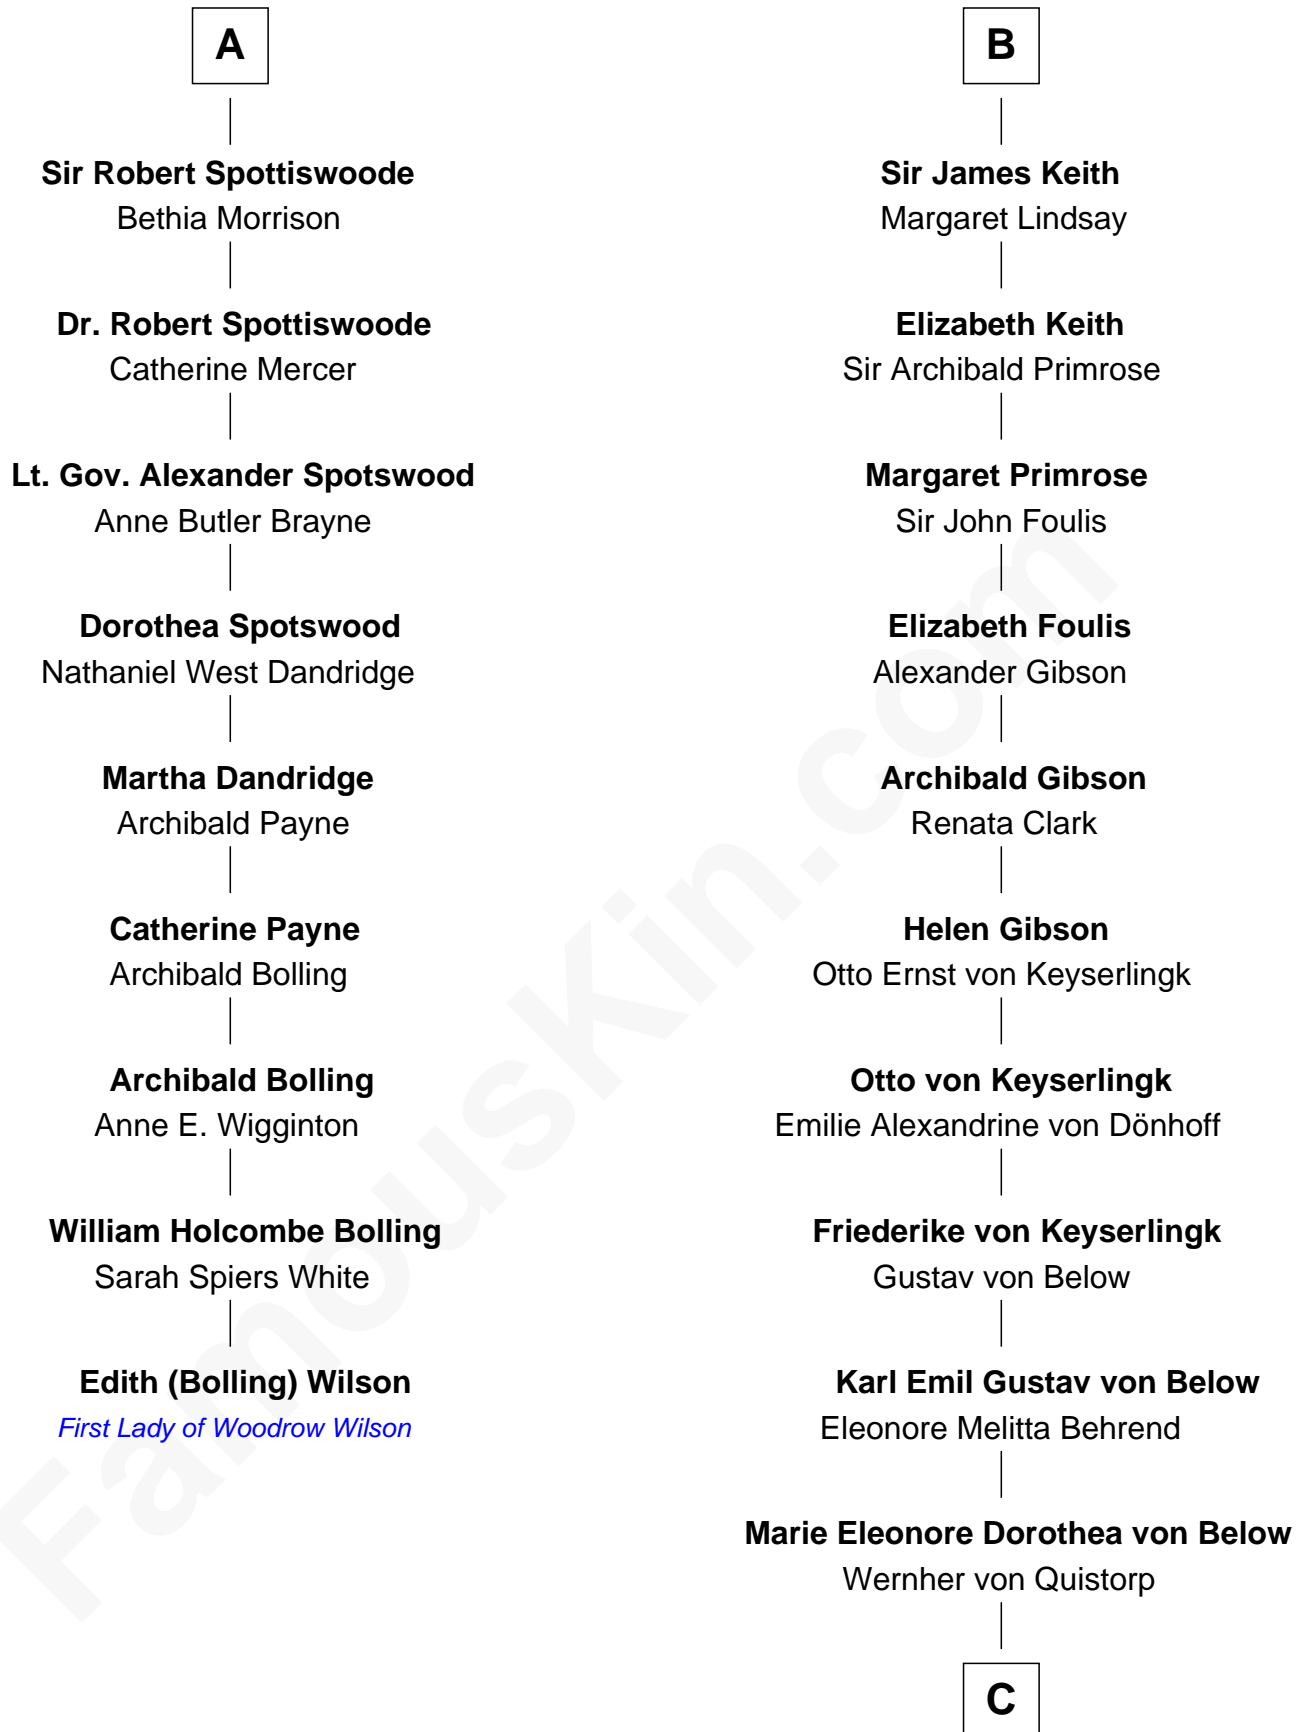 A
Sir Robert Spottiswoode
Bethia Morrison
Dr. Robert Spottiswoode
Catherine Mercer
Lt. Gov. Alexander Spotswood
Anne Butler Brayne
Dorothea Spotswood
Nathaniel West Dandridge
Martha Dandridge
Archibald Payne
Catherine Payne
Archibald Bolling
Archibald Bolling
Anne E. Wigginton
William Holcombe Bolling
Sarah Spiers White
Edith (Bolling) Wilson
First Lady of Woodrow Wilson
B
Sir James Keith
Margaret Lindsay
Elizabeth Keith
Sir Archibald Primrose
Margaret Primrose
Sir John Foulis
Elizabeth Foulis
Alexander Gibson
Archibald Gibson
Renata Clark
Helen Gibson
Otto Ernst von Keyserlingk
Otto von Keyserlingk
Emilie Alexandrine von Dönhoff
Friederike von Keyserlingk
Gustav von Below
Karl Emil Gustav von Below
Eleonore Melitta Behrend
Marie Eleonore Dorothea von Below
Wernher von Quistorp
C
FamousKin.com